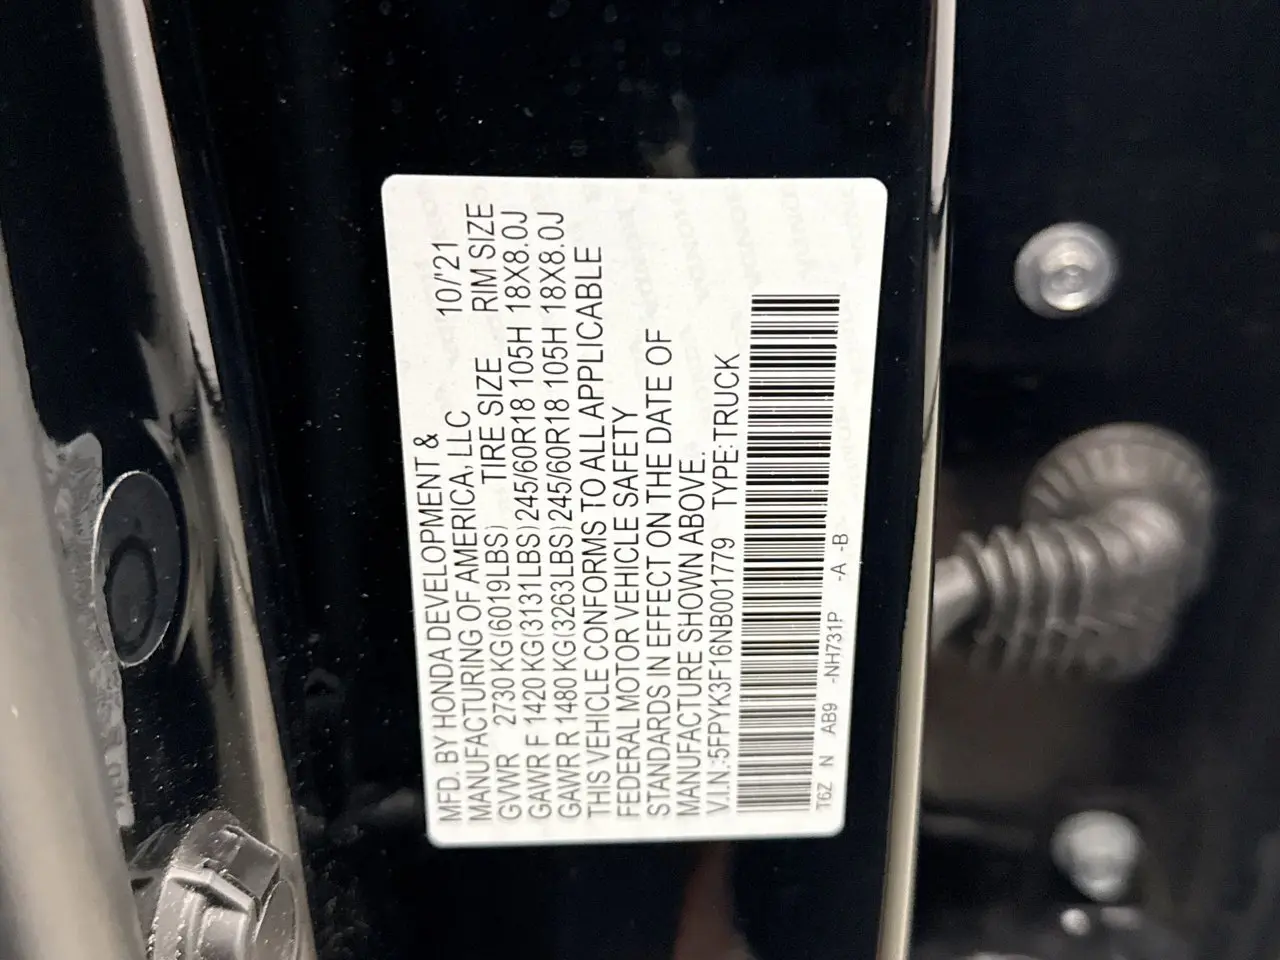 MFD. BY HONDA DEVELOPMENT &
MANUFACTURING OF AMERICA, LLC 10/'21
GVWR 2730 KG(6019LBS) TIRE SIZE RIM SIZE
GAWR F 1420 KG(3131LBS) 245/60R18 105H 18X8.0J
GAWR R 1480 KG(3263LBS) 245/60R18 105H 18X8.0J
THIS VEHICLE CONFORMS TO ALL APPLICABLE
FEDERAL MOTOR VEHICLE SAFETY
STANDARDS IN EFFECT ON THE DATE OF
MANUFACTURE SHOWN ABOVE.
V.I.N.:5FPYK3F16NB001779 TYPE:TRUCK
T6Z N AB9 -NH731P -A -B